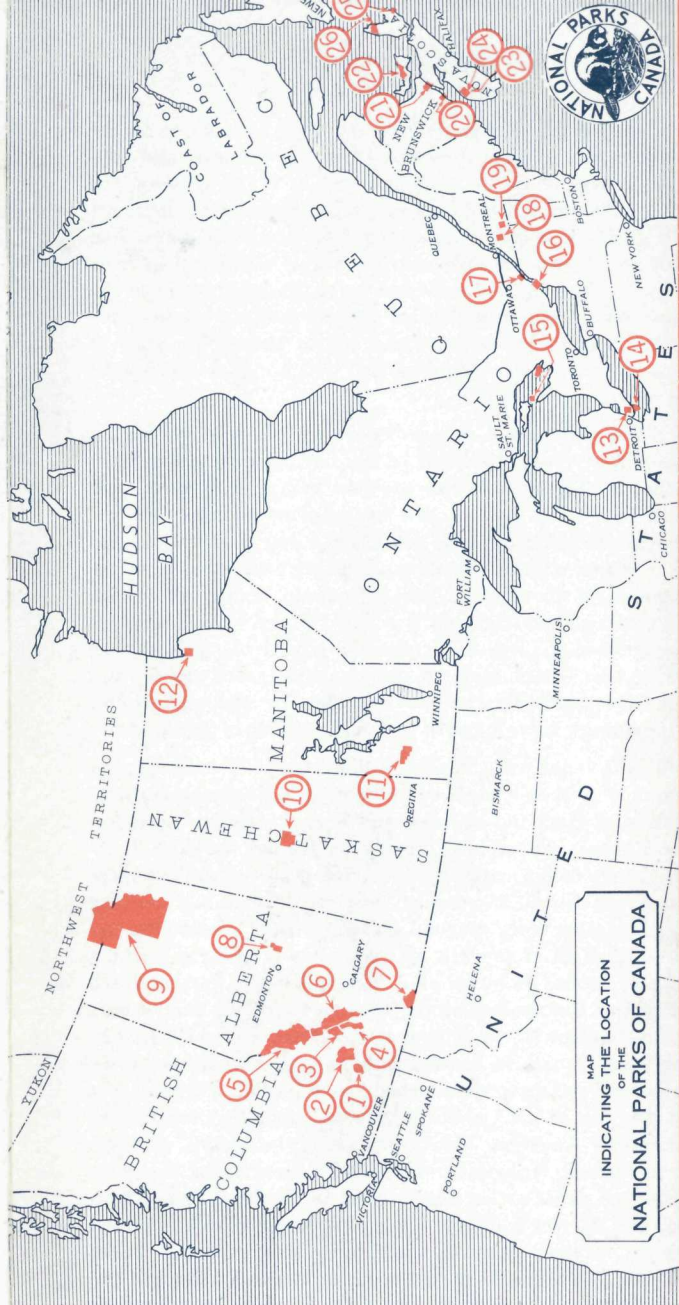 YUKON
NORTHWEST
TERRITORIES
HUDSON
BAY
COAST OF
LABRADOR
BRITISH
COLUMBIA
ALBERTA
EDMONTON
CALGARY
SASKATCHEWAN
REGINA
MANITOBA
WINNIPEG
ONTARIO
FORT
WILLIAM
SAULT
ST. MARIE
OTTAWA
TORONTO
QUEBEC
QUEBEC
MONTREAL
NEW
BRUNSWICK
NOVA SCOTIA
HALIFAX
VANCOUVER
VICTORIA
SEATTLE
SPOKANE
PORTLAND
HELENA
BISMARCK
MINNEAPOLIS
CHICAGO
DETROIT
BUFFALO
NEW YORK
BOSTON
UNITED STATES
1
2
3
4
5
6
7
8
9
10
11
12
13
14
15
16
17
18
19
20
21
22
23
24
26
MAP
INDICATING THE LOCATION
OF THE
NATIONAL PARKS OF CANADA
NATIONAL PARKS
CANADA